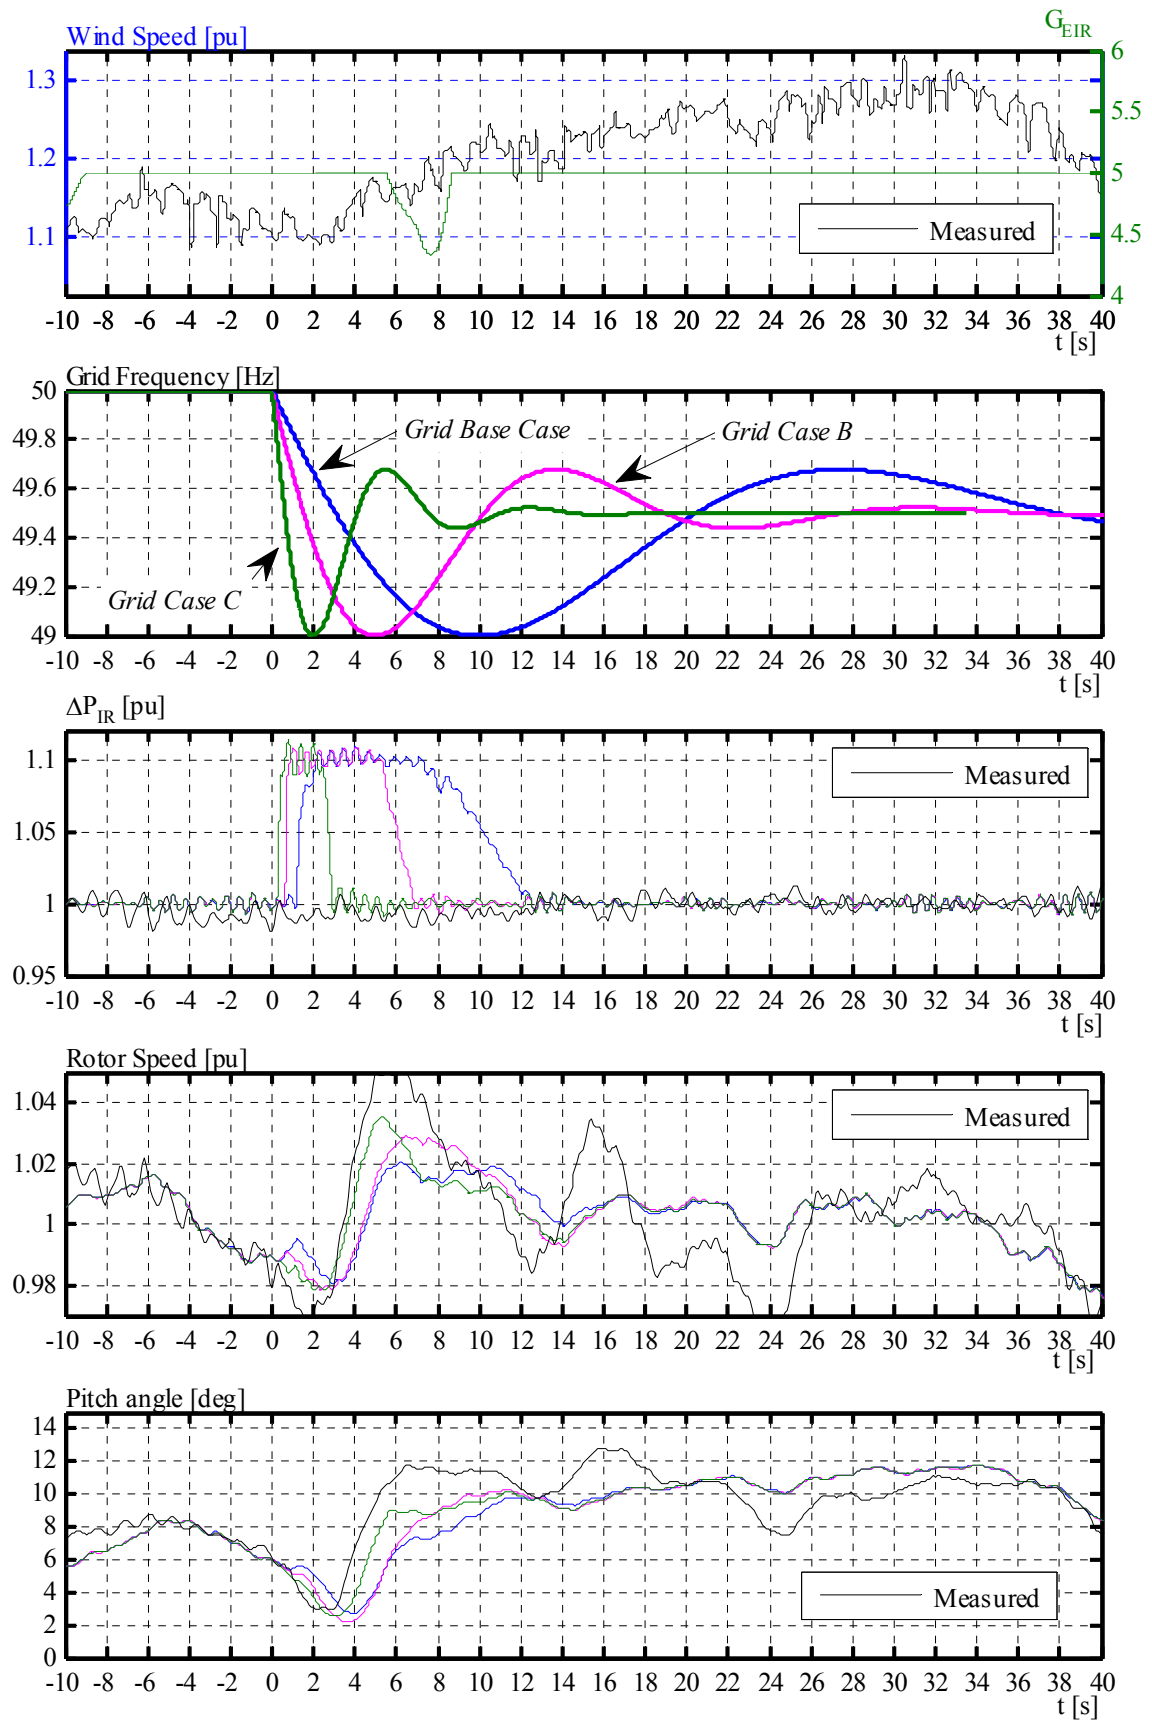 Wind Speed [pu] G_EIR
6
1.3
5.5
1.2
5
1.1 Measured 4.5
4
-10 -8 -6 -4 -2 0 2 4 6 8 10 12 14 16 18 20 22 24 26 28 30 32 34 36 38 40
t [s]
Grid Frequency [Hz]
50
49.8 Grid Base Case Grid Case B
49.6
49.4
49.2
Grid Case C
49
-10 -8 -6 -4 -2 0 2 4 6 8 10 12 14 16 18 20 22 24 26 28 30 32 34 36 38 40
t [s]
ΔP_IR [pu]
1.1 Measured
1.05
1
0.95
-10 -8 -6 -4 -2 0 2 4 6 8 10 12 14 16 18 20 22 24 26 28 30 32 34 36 38 40
t [s]
Rotor Speed [pu]
1.04 Measured
1.02
1
0.98
-10 -8 -6 -4 -2 0 2 4 6 8 10 12 14 16 18 20 22 24 26 28 30 32 34 36 38 40
t [s]
Pitch angle [deg]
14
12
10
8
6
4 Measured
2
0
-10 -8 -6 -4 -2 0 2 4 6 8 10 12 14 16 18 20 22 24 26 28 30 32 34 36 38 40
t [s]